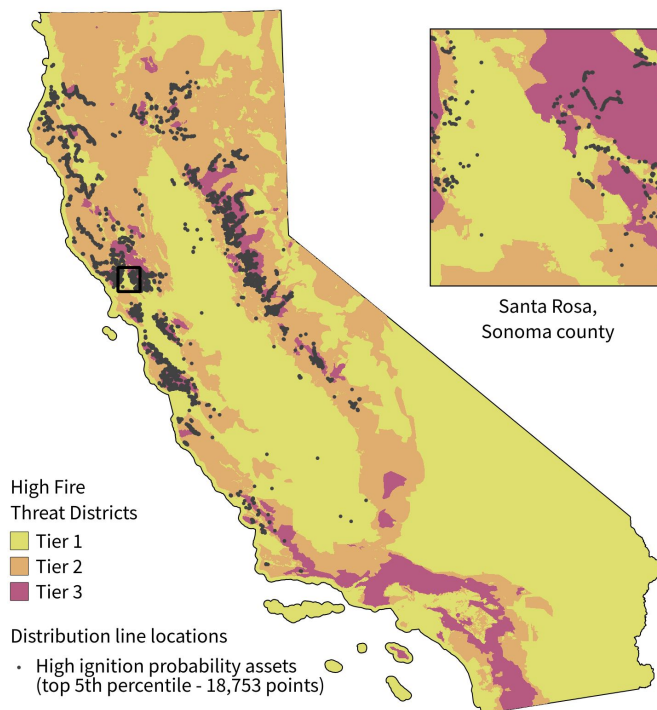 Santa Rosa,
Sonoma county
High Fire
Threat Districts
Tier 1
Tier 2
Tier 3
Distribution line locations
High ignition probability assets
(top 5th percentile - 18,753 points)